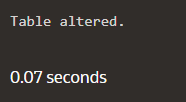 Table altered.
0.07 seconds